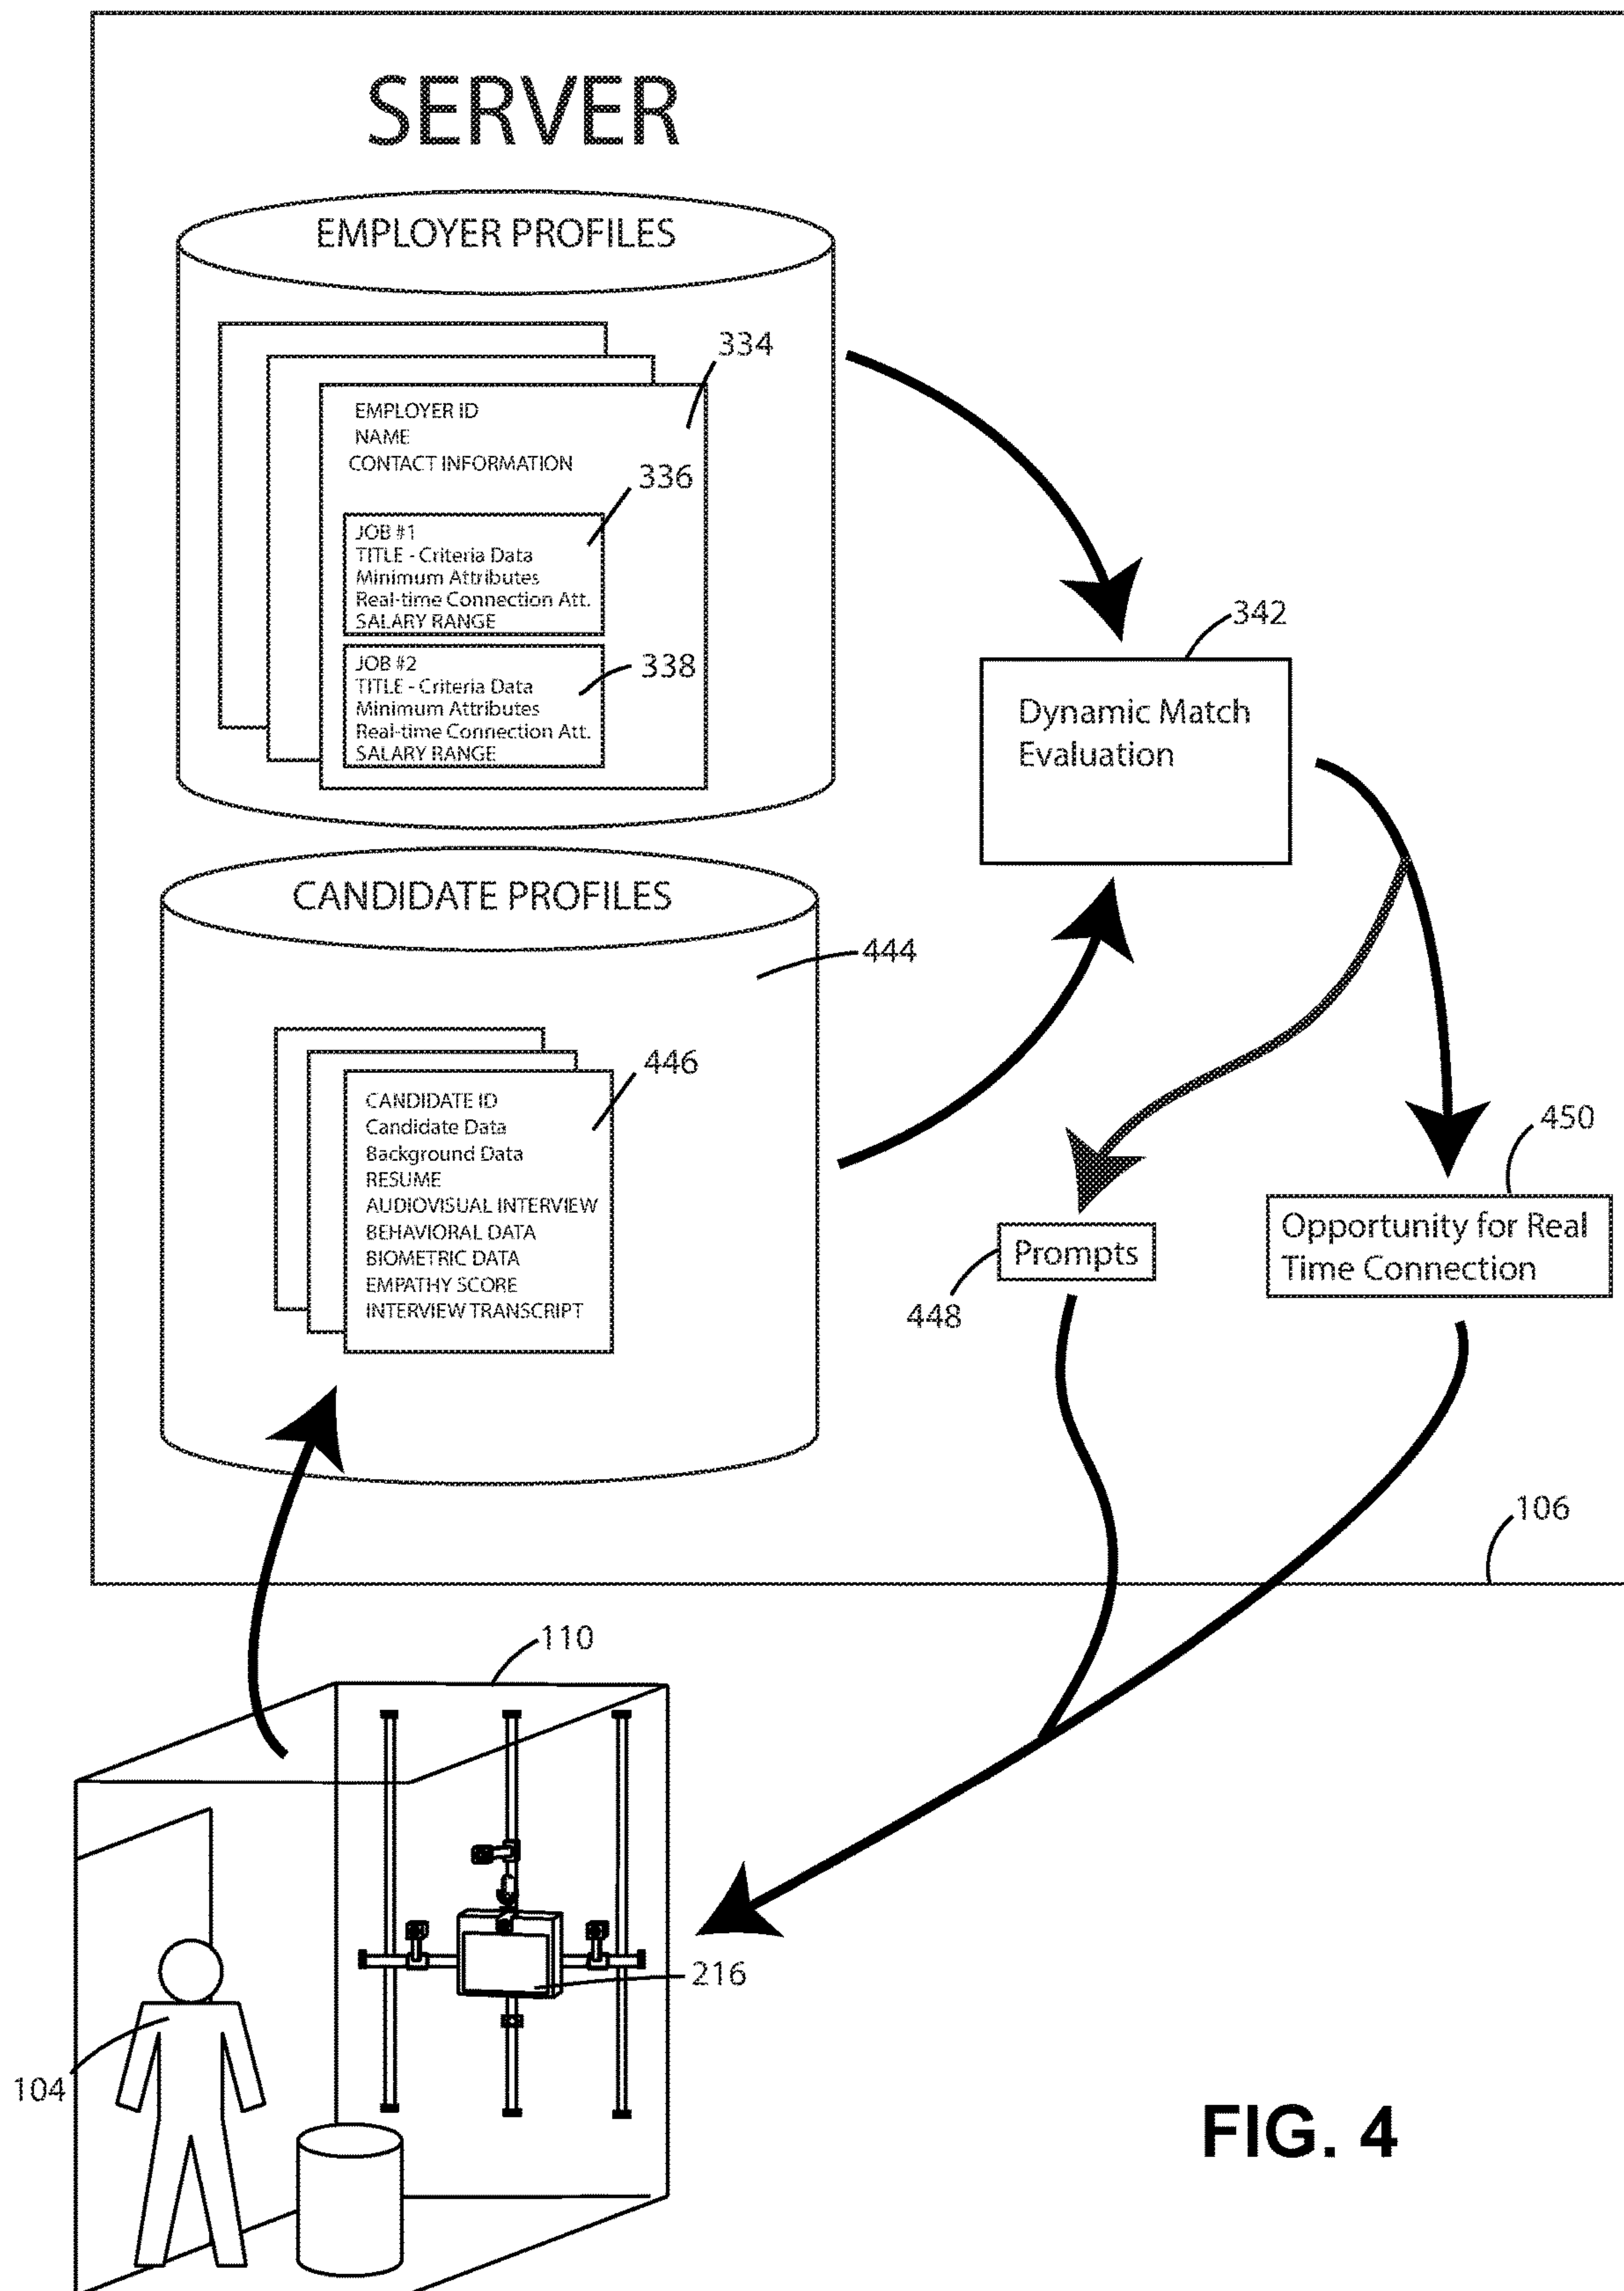 SERVER
EMPLOYER PROFILES
334
EMPLOYER ID
NAME
CONTACT INFORMATION
336
JOB #1
TITLE - Criteria Data
Minimum Attributes
Real-time Connection Att.
SALARY RANGE
338
JOB #2
TITLE - Criteria Data
Minimum Attributes
Real-time Connection Att.
SALARY RANGE
342
Dynamic Match
Evaluation
CANDIDATE PROFILES
444
446
CANDIDATE ID
Candidate Data
Background Data
RESUME
AUDIOVISUAL INTERVIEW
BEHAVIORAL DATA
BIOMETRIC DATA
EMPATHY SCORE
INTERVIEW TRANSCRIPT
450
Prompts
448
Opportunity for Real
Time Connection
106
110
216
104
FIG. 4